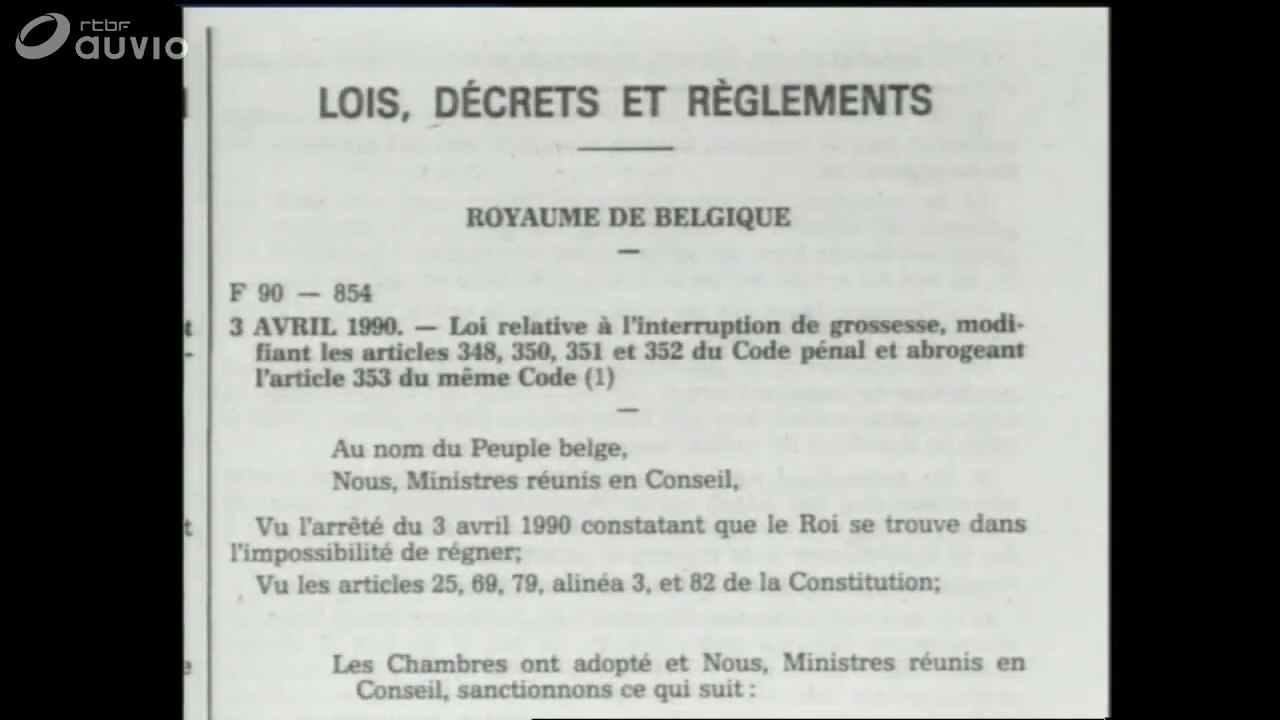 rtbf
auvio
LOIS, DÉCRETS ET RÈGLEMENTS
ROYAUME DE BELGIQUE
F 90 — 854
3 AVRIL 1990. — Loi relative à l'interruption de grossesse, modi-
fiant les articles 348, 350, 351 et 352 du Code pénal et abrogeant
l'article 353 du même Code (1)
Au nom du Peuple belge,
Nous, Ministres réunis en Conseil,
Vu l'arrêté du 3 avril 1990 constatant que le Roi se trouve dans
l'impossibilité de régner;
Vu les articles 25, 69, 79, alinéa 3, et 82 de la Constitution;
Les Chambres ont adopté et Nous, Ministres réunis en
Conseil, sanctionnons ce qui suit :